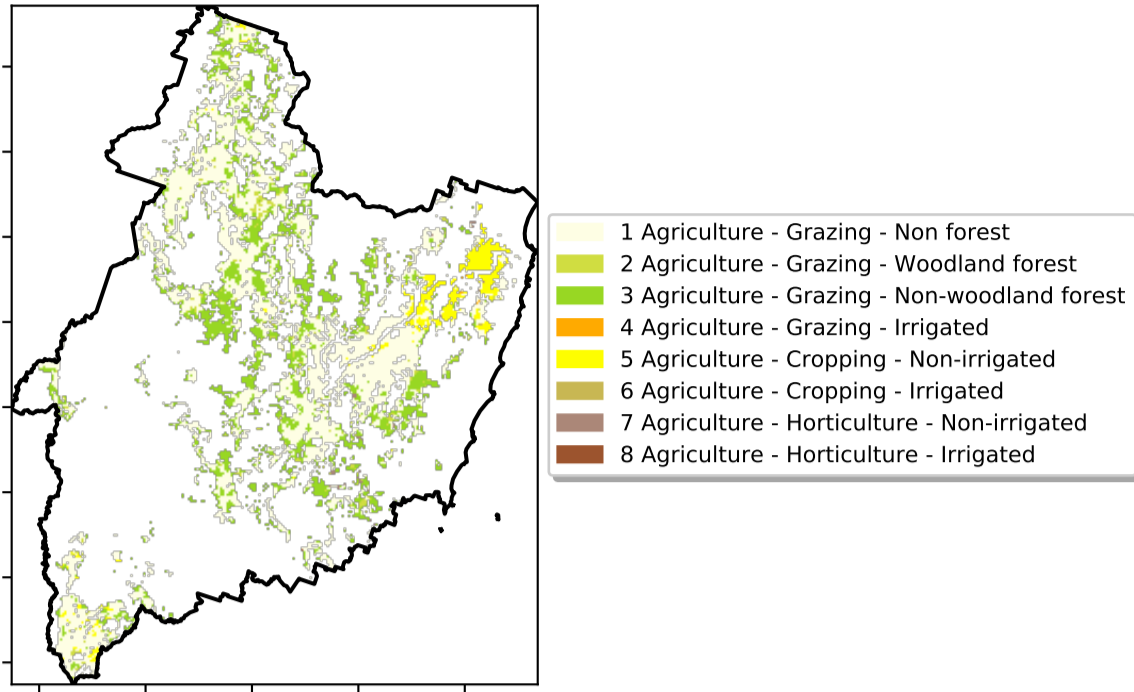 1 Agriculture - Grazing - Non forest
2 Agriculture - Grazing - Woodland forest
3 Agriculture - Grazing - Non-woodland forest
4 Agriculture - Grazing - Irrigated
5 Agriculture - Cropping - Non-irrigated
6 Agriculture - Cropping - Irrigated
7 Agriculture - Horticulture - Non-irrigated
8 Agriculture - Horticulture - Irrigated